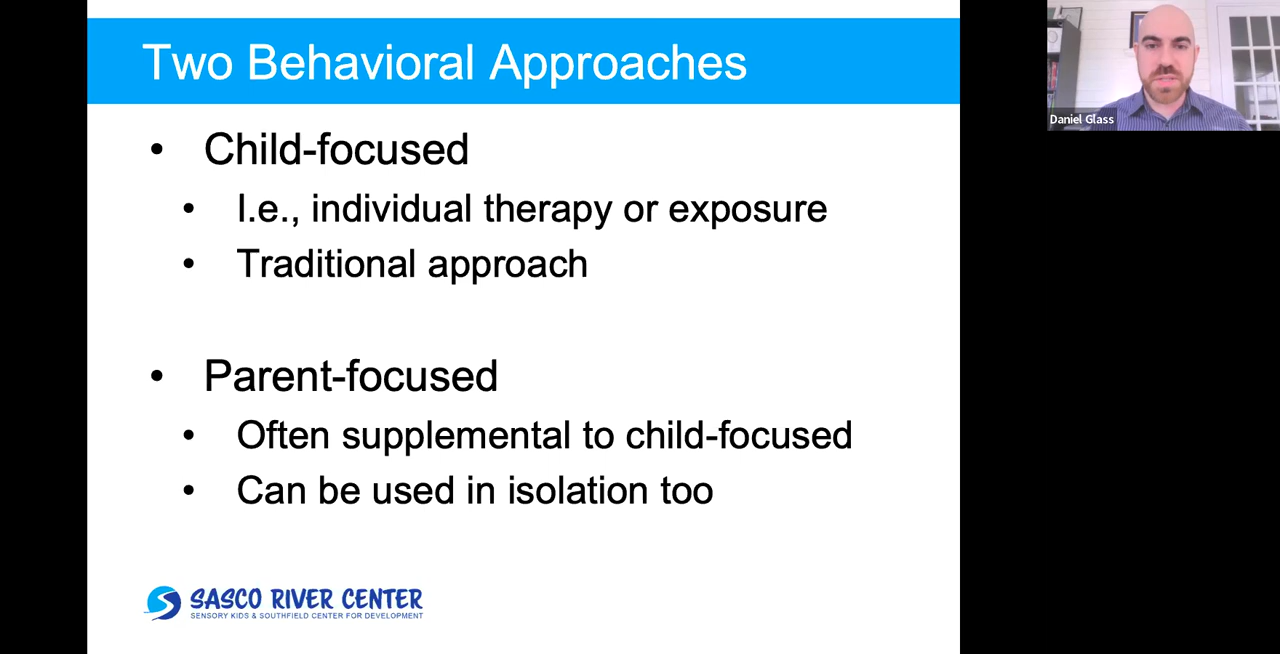 Two Behavioral Approaches
• Child-focused
• I.e., individual therapy or exposure
• Traditional approach
• Parent-focused
• Often supplemental to child-focused
• Can be used in isolation too
SASCO RIVER CENTER
SENSORY KIDS & SOUTHFIELD CENTER FOR DEVELOPMENT
Daniel Glass